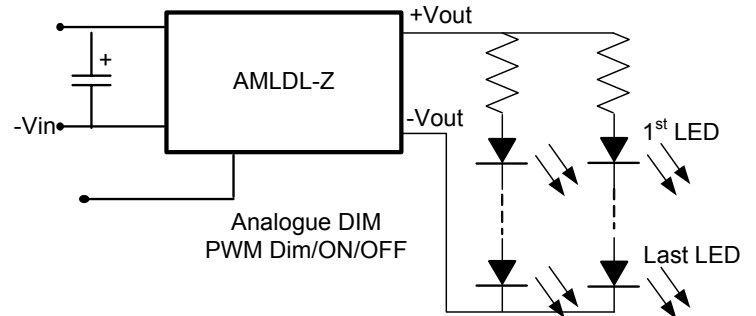 +Vout
+
AMLDL-Z
-Vout
-Vin
1st LED
Analogue DIM
PWM Dim/ON/OFF
Last LED